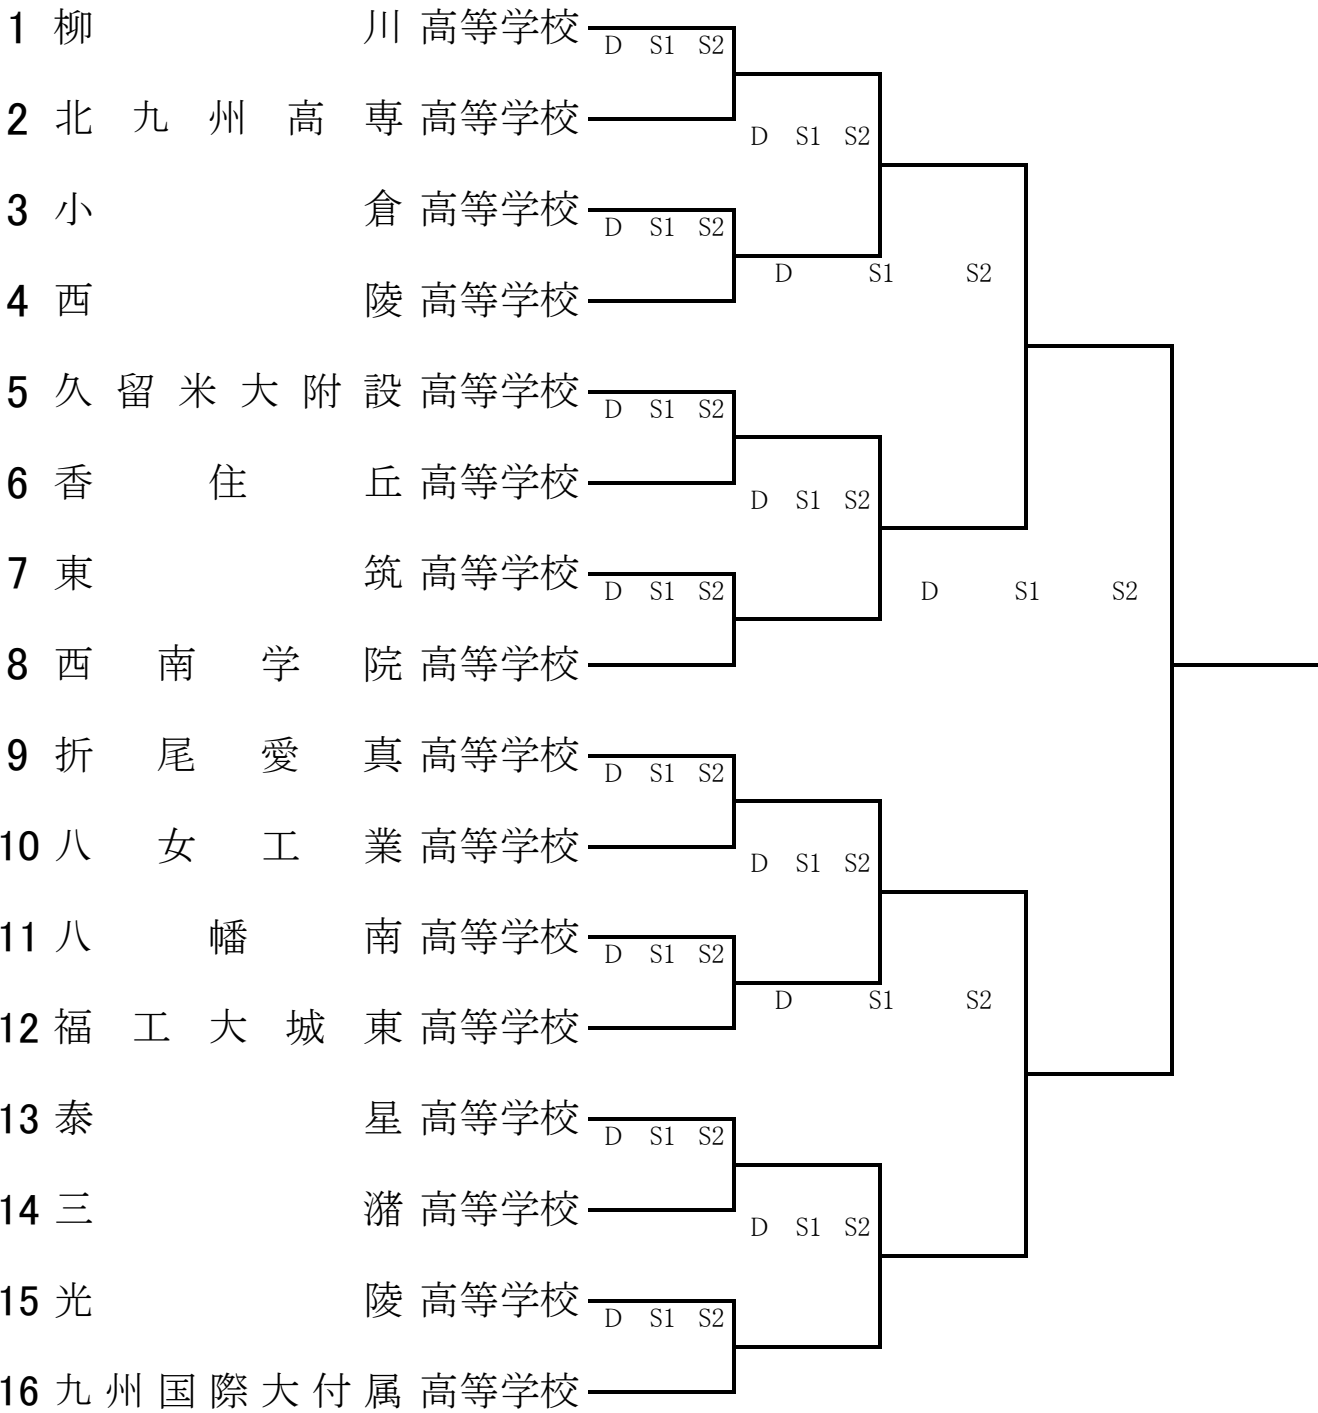 1 柳川 高等学校
D S1 S2
2 北九州高専 高等学校
D S1 S2
3 小倉 高等学校
D S1 S2
D S1 S2
4 西陵 高等学校
5 久留米大附設 高等学校
D S1 S2
6 香住丘 高等学校
D S1 S2
7 東筑 高等学校
D S1 S2
D S1 S2
8 西南学院 高等学校
9 折尾愛真 高等学校
D S1 S2
10 八女工業 高等学校
D S1 S2
11 八幡南 高等学校
D S1 S2
D S1 S2
12 福工大城東 高等学校
13 泰星 高等学校
D S1 S2
14 三潴 高等学校
D S1 S2
15 光陵 高等学校
D S1 S2
16 九州国際大付属 高等学校